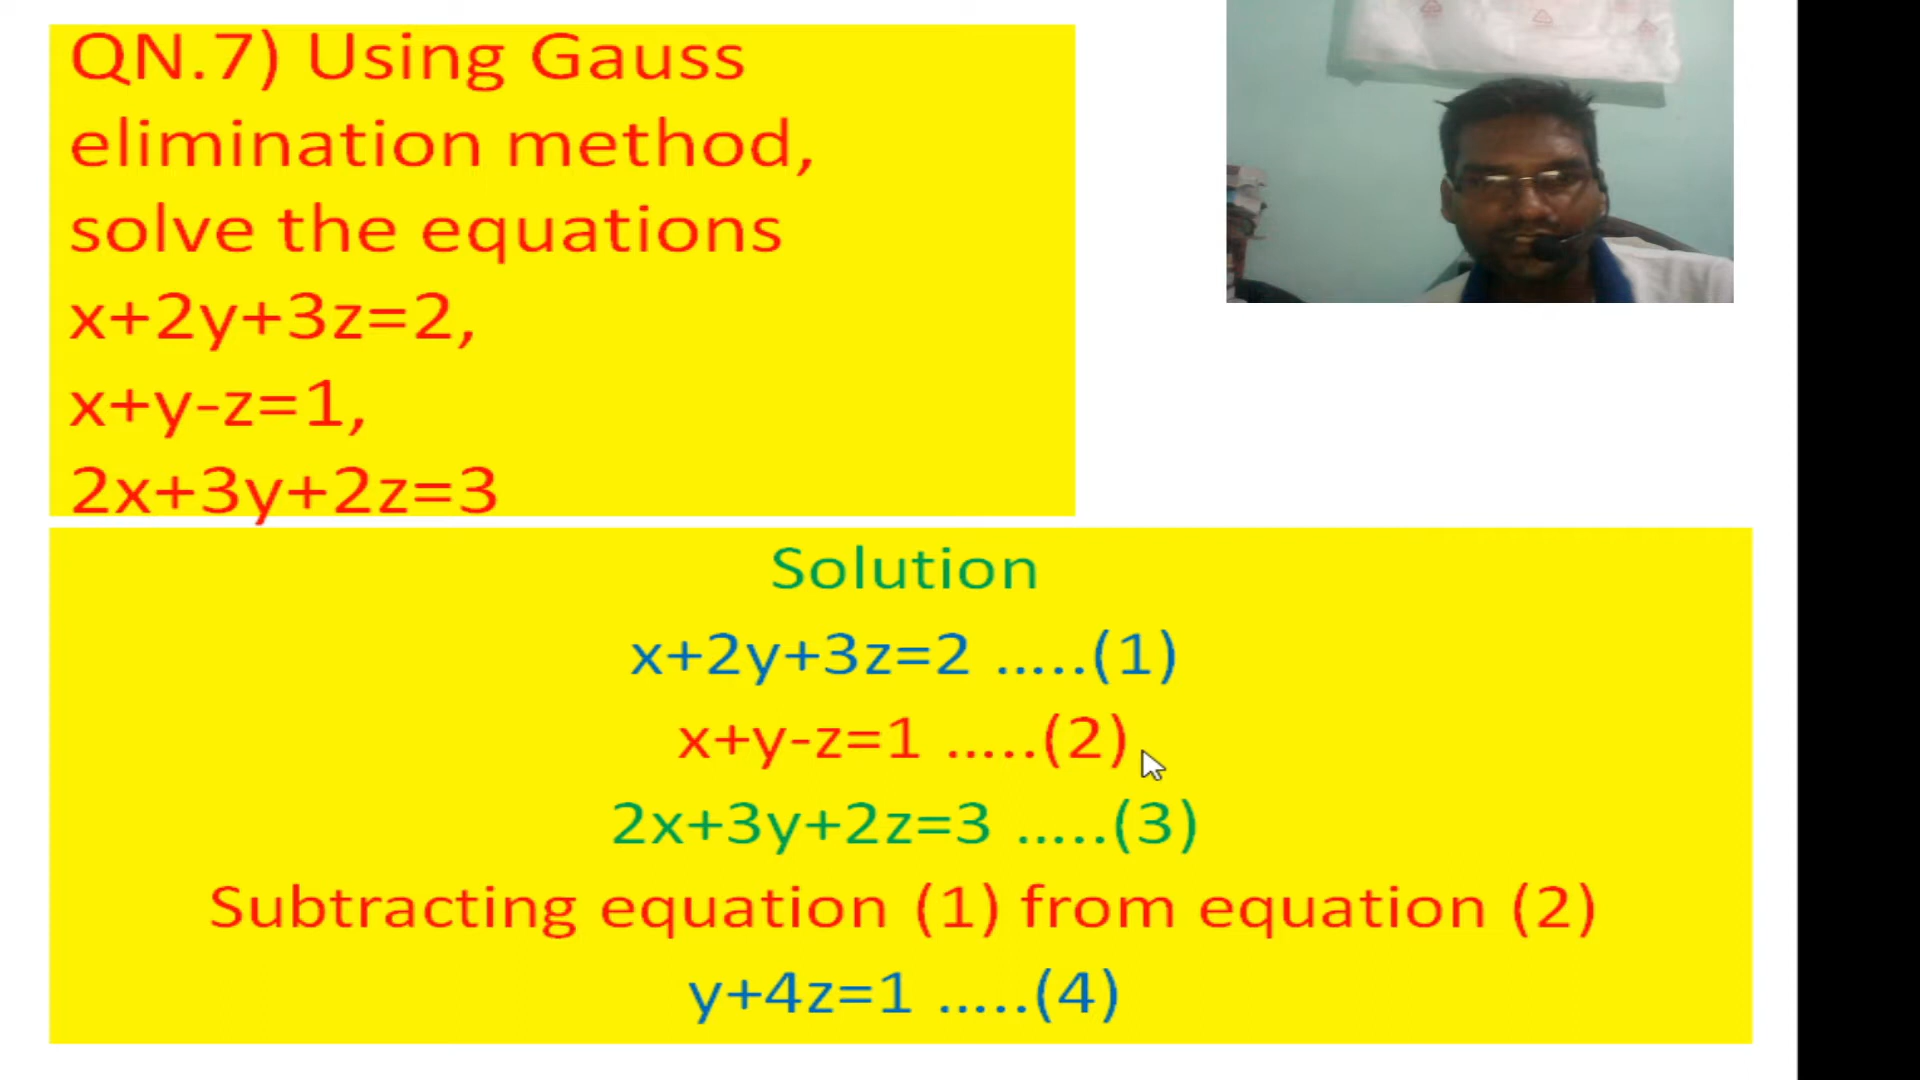 QN.7) Using Gauss
elimination method,
solve the equations
x+2y+3z=2,
x+y-z=1,
2x+3y+2z=3
Solution
x+2y+3z=2 .....(1)
x+y-z=1 .....(2)
2x+3y+2z=3 .....(3)
Subtracting equation (1) from equation (2)
y+4z=1 .....(4)